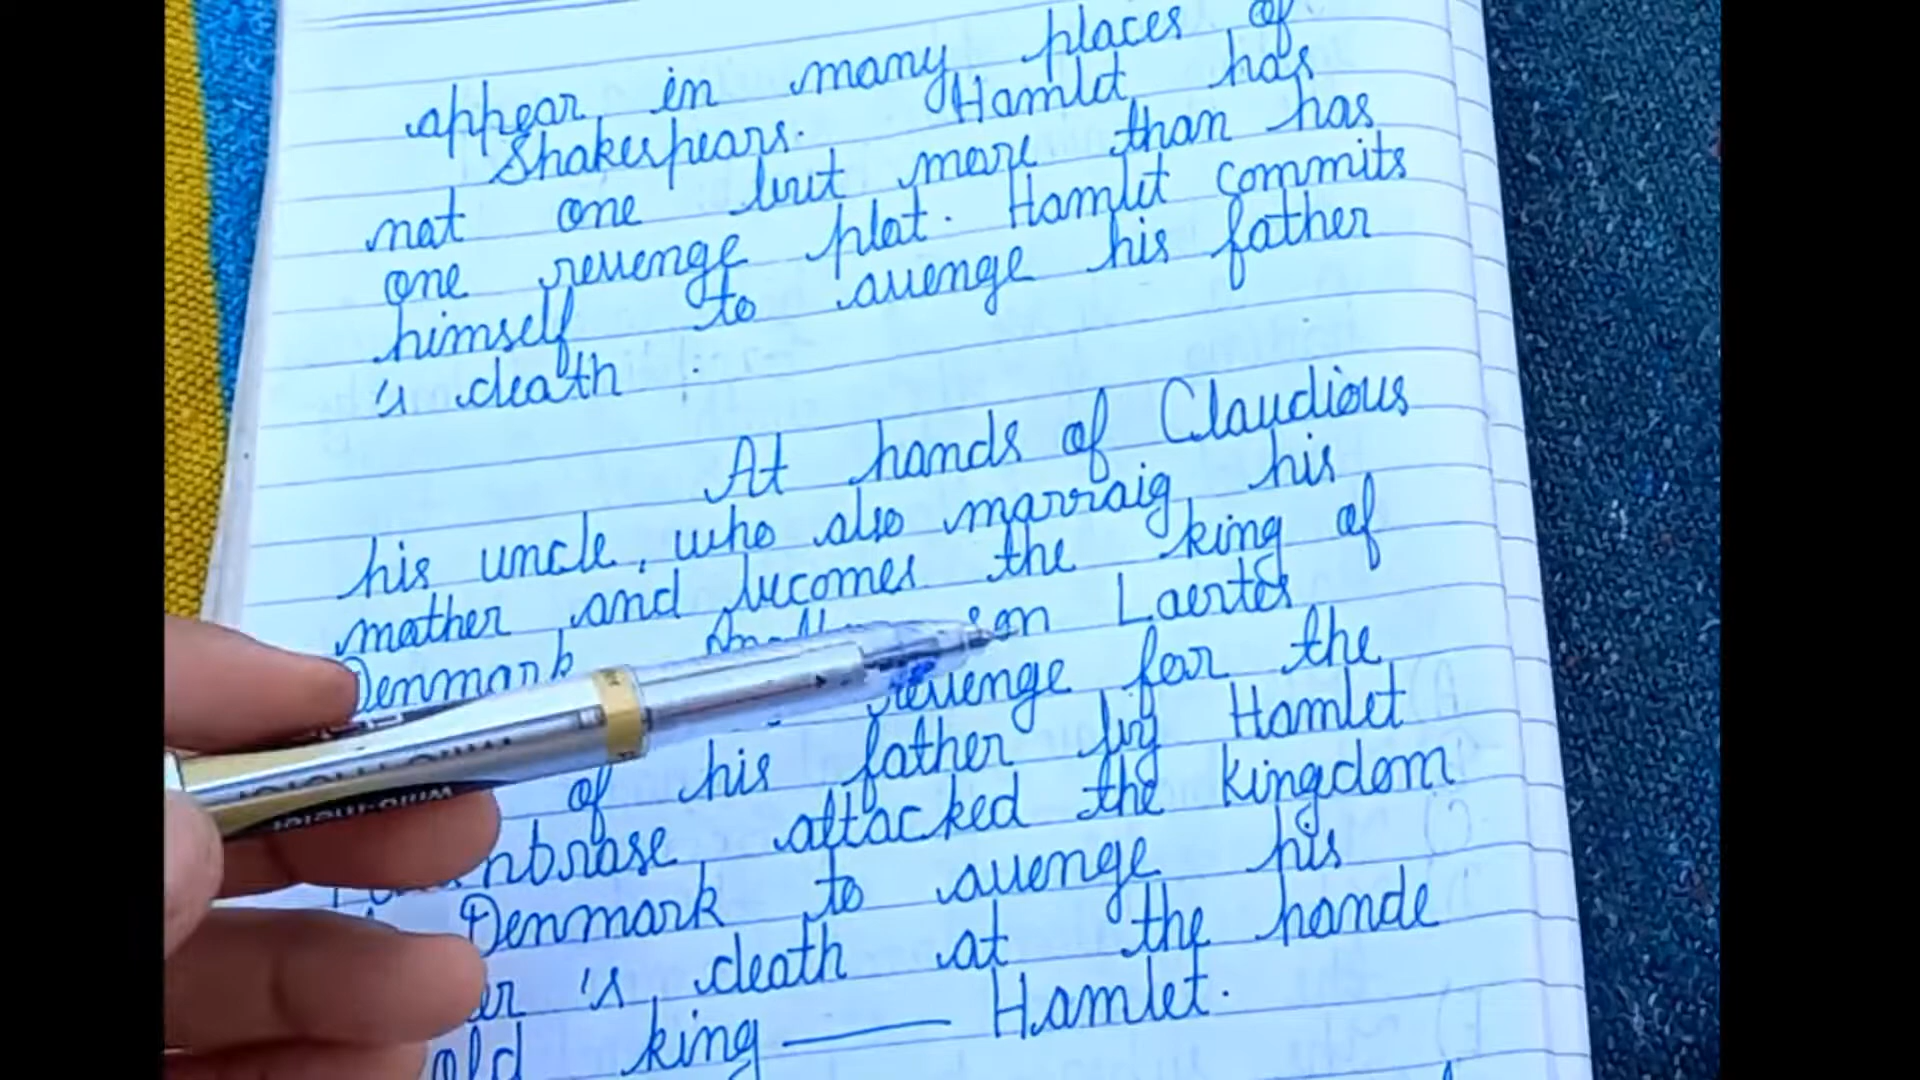 appear in many places of
Shakespears. Hamlet has
not one but more than has
one revenge plot. Hamlet commits
himself to avenge his father
's death
At hands of Claudious
his uncle, who also marraig his
mother and becomes the king of
Denmark son Laertes
revenge for the
of his father by Hamlet
attacked the kingdom
Denmark to avenge his
's death at the hande
old king — Hamlet.